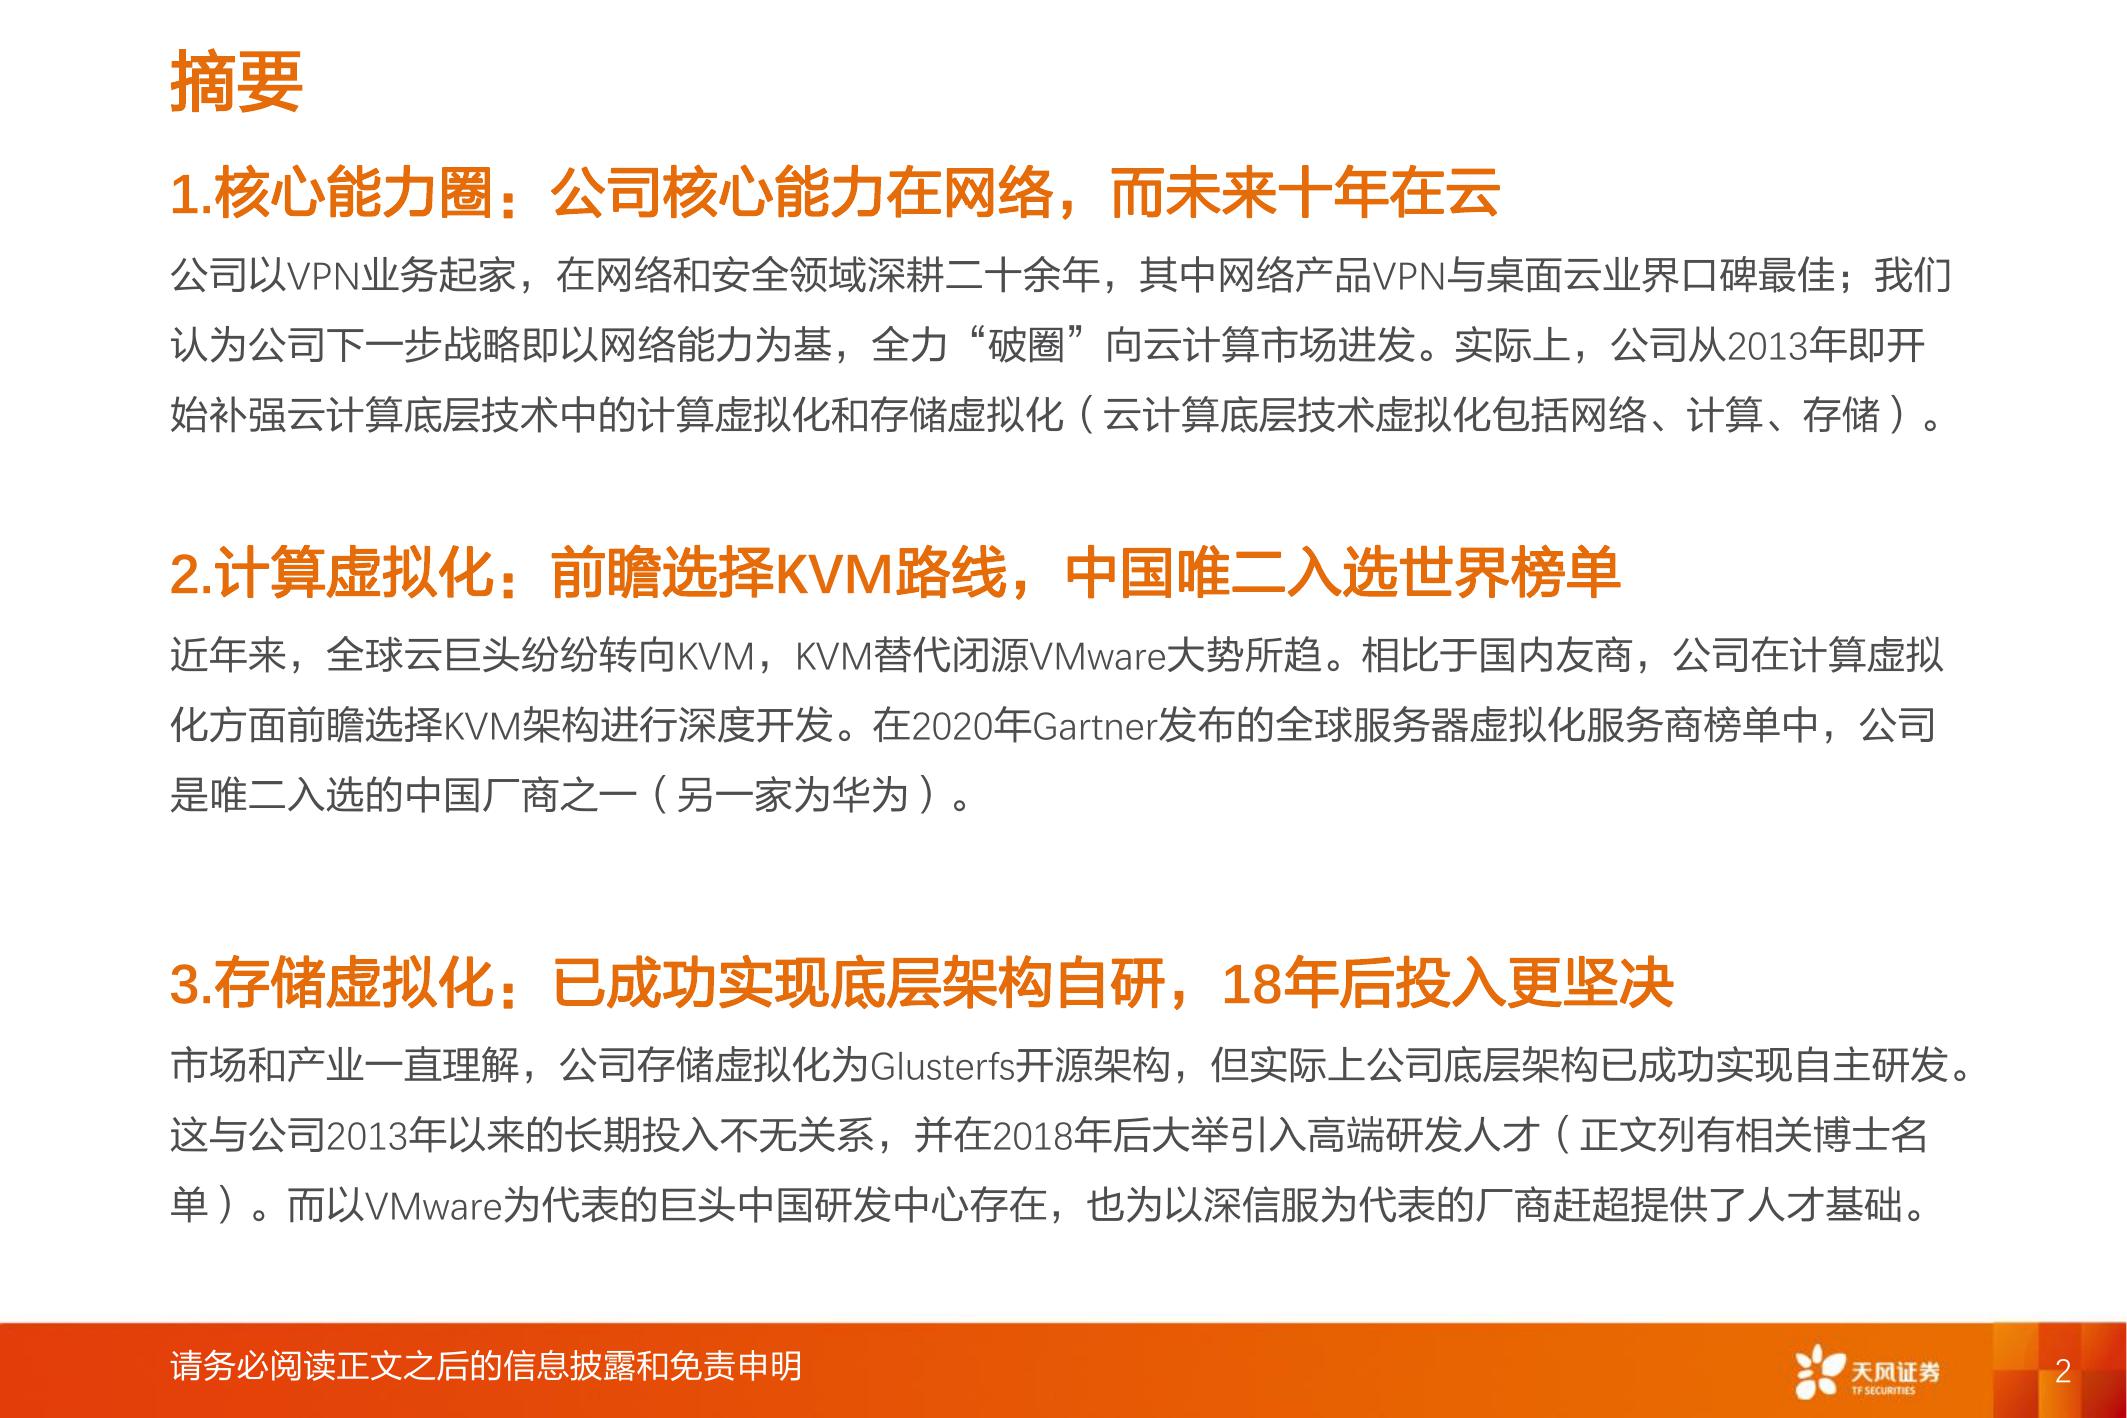 摘要
1.核心能力圈：公司核心能力在网络，而未来十年在云
公司以VPN业务起家，在网络和安全领域深耕二十余年，其中网络产品VPN与桌面云业界口碑最佳；我们
认为公司下一步战略即以网络能力为基，全力“破圈”向云计算市场进发。实际上，公司从2013年即开
始补强云计算底层技术中的计算虚拟化和存储虚拟化（云计算底层技术虚拟化包括网络、计算、存储）。
2.计算虚拟化：前瞻选择KVM路线，中国唯二入选世界榜单
近年来，全球云巨头纷纷转向KVM，KVM替代闭源VMware大势所趋。相比于国内友商，公司在计算虚拟
化方面前瞻选择KVM架构进行深度开发。在2020年Gartner发布的全球服务器虚拟化服务商榜单中，公司
是唯二入选的中国厂商之一（另一家为华为）。
3.存储虚拟化：已成功实现底层架构自研，18年后投入更坚决
市场和产业一直理解，公司存储虚拟化为Glusterfs开源架构，但实际上公司底层架构已成功实现自主研发。
这与公司2013年以来的长期投入不无关系，并在2018年后大举引入高端研发人才（正文列有相关博士名
单）。而以VMware为代表的巨头中国研发中心存在，也为以深信服为代表的厂商赶超提供了人才基础。
请务必阅读正文之后的信息披露和免责申明
天风证券
TF SECURITIES
2